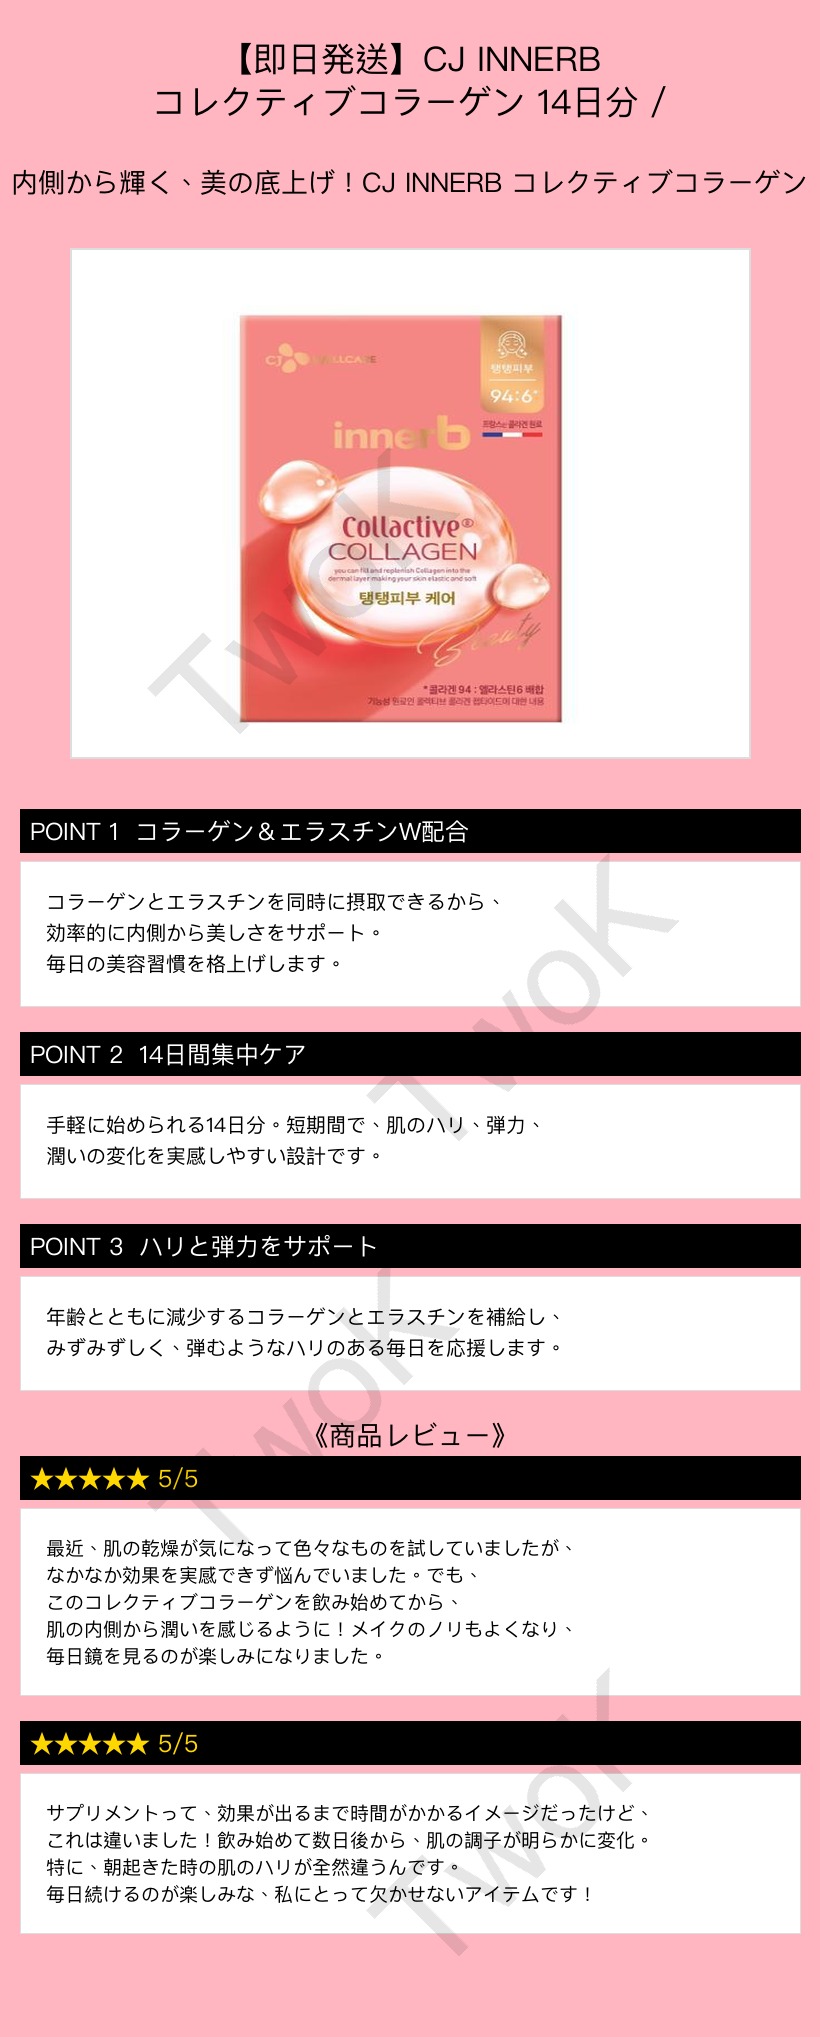 【即日発送】CJ INNERB
コレクティブコラーゲン 14日分 /
内側から輝く、美の底上げ！CJ INNERB コレクティブコラーゲン
CJ WELLCARE
탱탱피부
94:6*
프랑스산 콜라겐 원료
innerb
Collactive®
COLLAGEN
you can fill and replenish Collagen into the
dermal layer making your skin elastic and soft
탱탱피부 케어
Beauty
*콜라겐 94 : 엘라스틴6 배합
기능성 원료인 콜렉티브 콜라겐 펩타이드에 대한 내용
TwoK
POINT 1 コラーゲン＆エラスチンW配合
コラーゲンとエラスチンを同時に摂取できるから、
効率的に内側から美しさをサポート。
毎日の美容習慣を格上げします。
TwoK
POINT 2 14日間集中ケア
手軽に始められる14日分。短期間で、肌のハリ、弾力、
潤いの変化を実感しやすい設計です。
POINT 3 ハリと弾力をサポート
年齢とともに減少するコラーゲンとエラスチンを補給し、
みずみずしく、弾むようなハリのある毎日を応援します。
TwoK
《商品レビュー》
★★★★★ 5/5
最近、肌の乾燥が気になって色々なものを試していましたが、
なかなか効果を実感できず悩んでいました。でも、
このコレクティブコラーゲンを飲み始めてから、
肌の内側から潤いを感じるように！メイクのノリもよくなり、
毎日鏡を見るのが楽しみになりました。
★★★★★ 5/5
サプリメントって、効果が出るまで時間がかかるイメージだったけど、
これは違いました！飲み始めて数日後から、肌の調子が明らかに変化。
特に、朝起きた時の肌のハリが全然違うんです。
毎日続けるのが楽しみな、私にとって欠かせないアイテムです！
TwoK